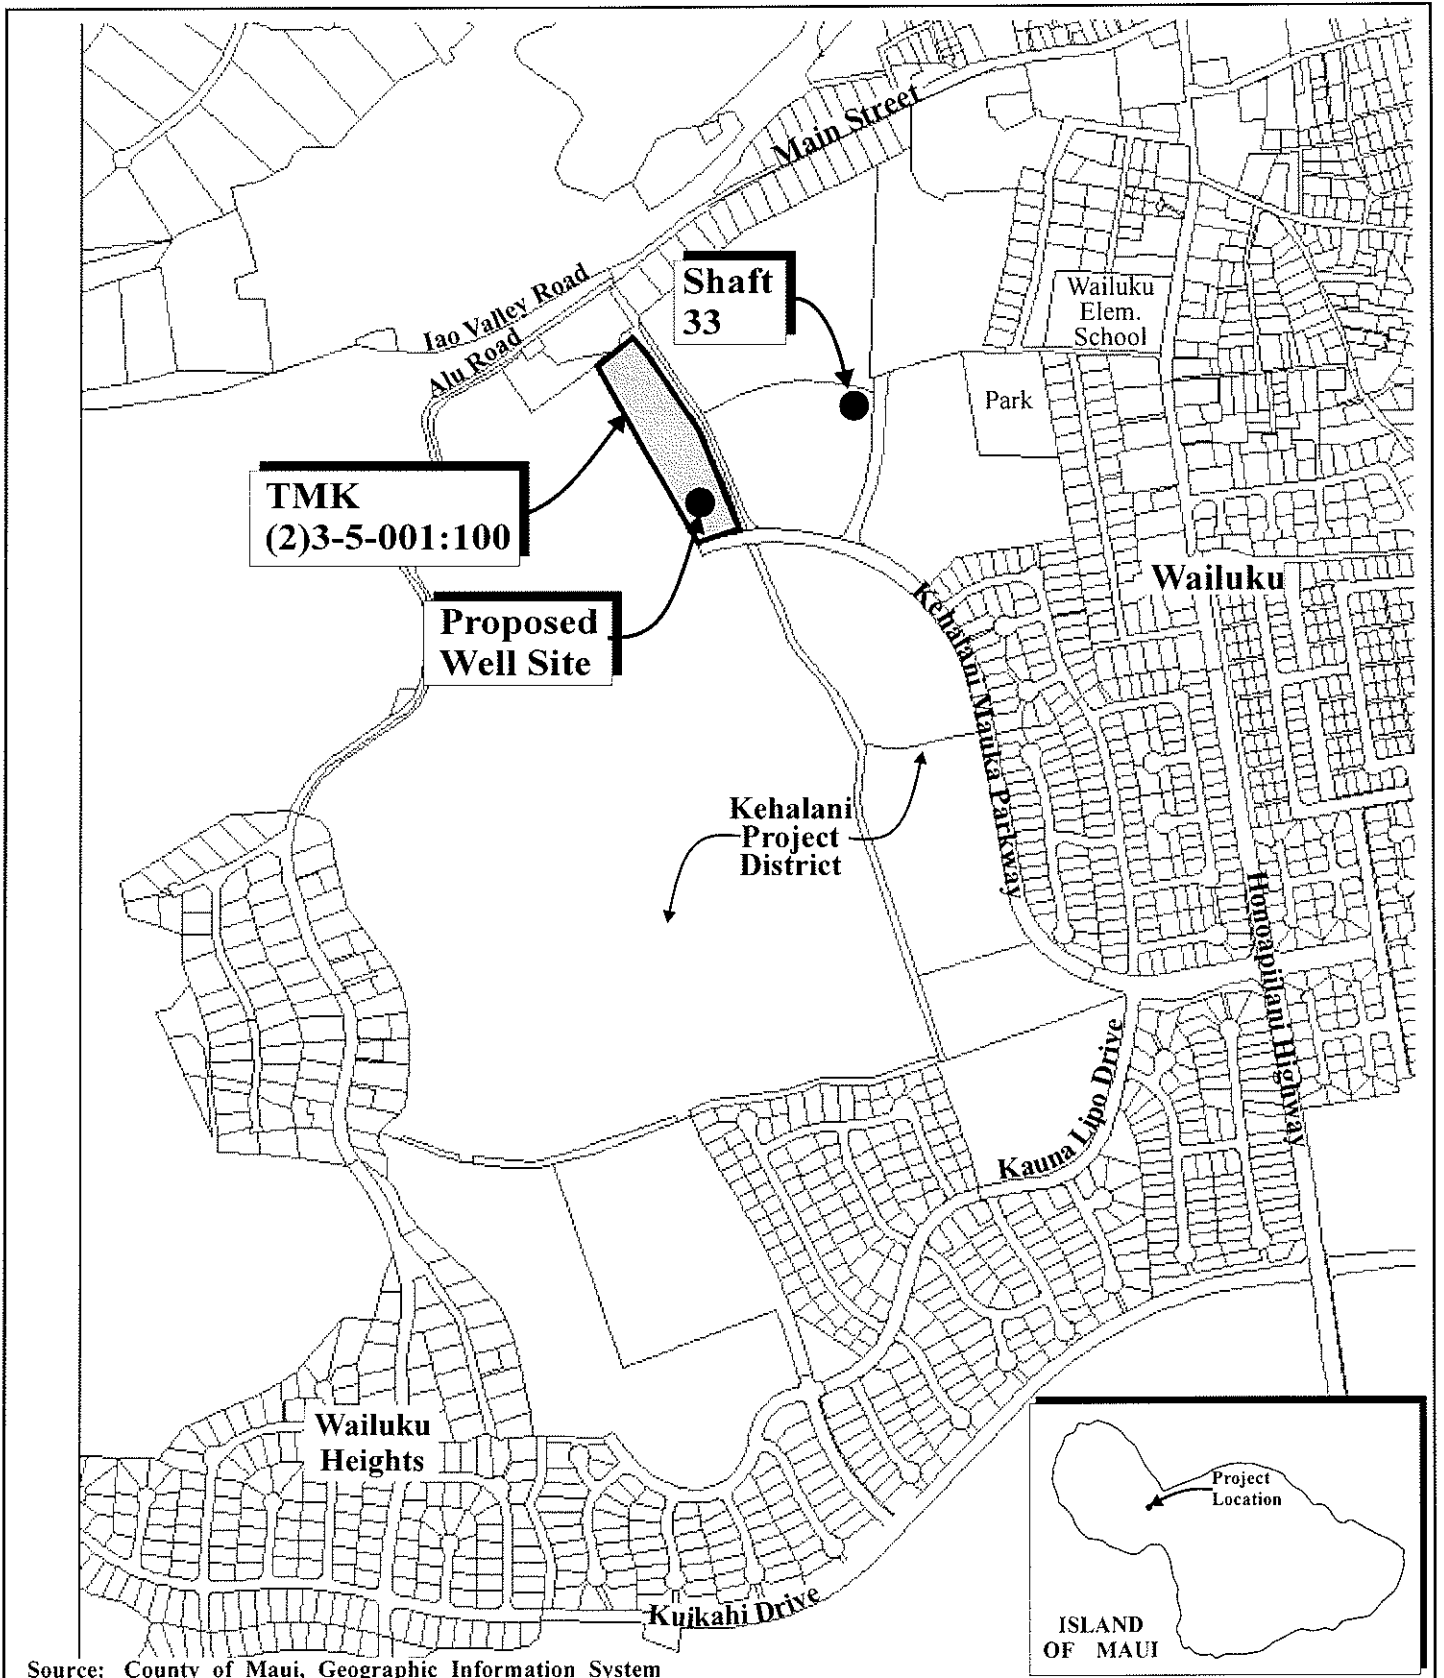 Main Street
Iao Valley Road
Alu Road
Shaft
33
Wailuku
Elem.
School
Park
TMK
(2)3-5-001:100
Proposed
Well Site
Wailuku
Kehalani Mauka Parkway
Kehalani
Project
District
Honoapiilani Highway
Kauna Lipo Drive
Wailuku
Heights
Kuikahi Drive
Project
Location
ISLAND
OF MAUI
Source: County of Maui, Geographic Information System